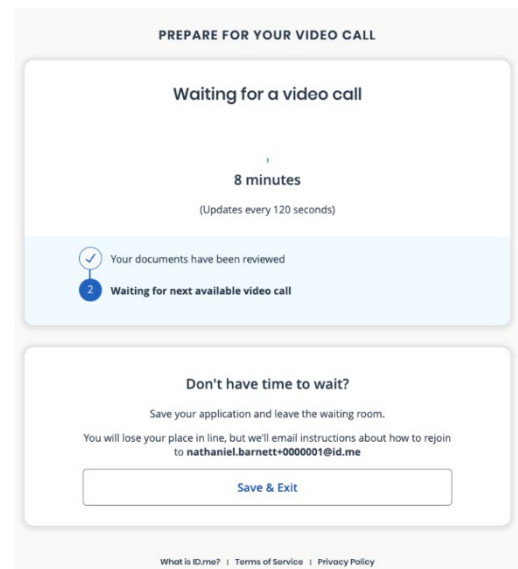 PREPARE FOR YOUR VIDEO CALL
Waiting for a video call
8 minutes
(Updates every 120 seconds)
Your documents have been reviewed
2 Waiting for next available video call
Don't have time to wait?
Save your application and leave the waiting room.
You will lose your place in line, but we'll email instructions about how to rejoin
to nathaniel.barnett+0000001@id.me
Save & Exit
What is ID.me? | Terms of Service | Privacy Policy